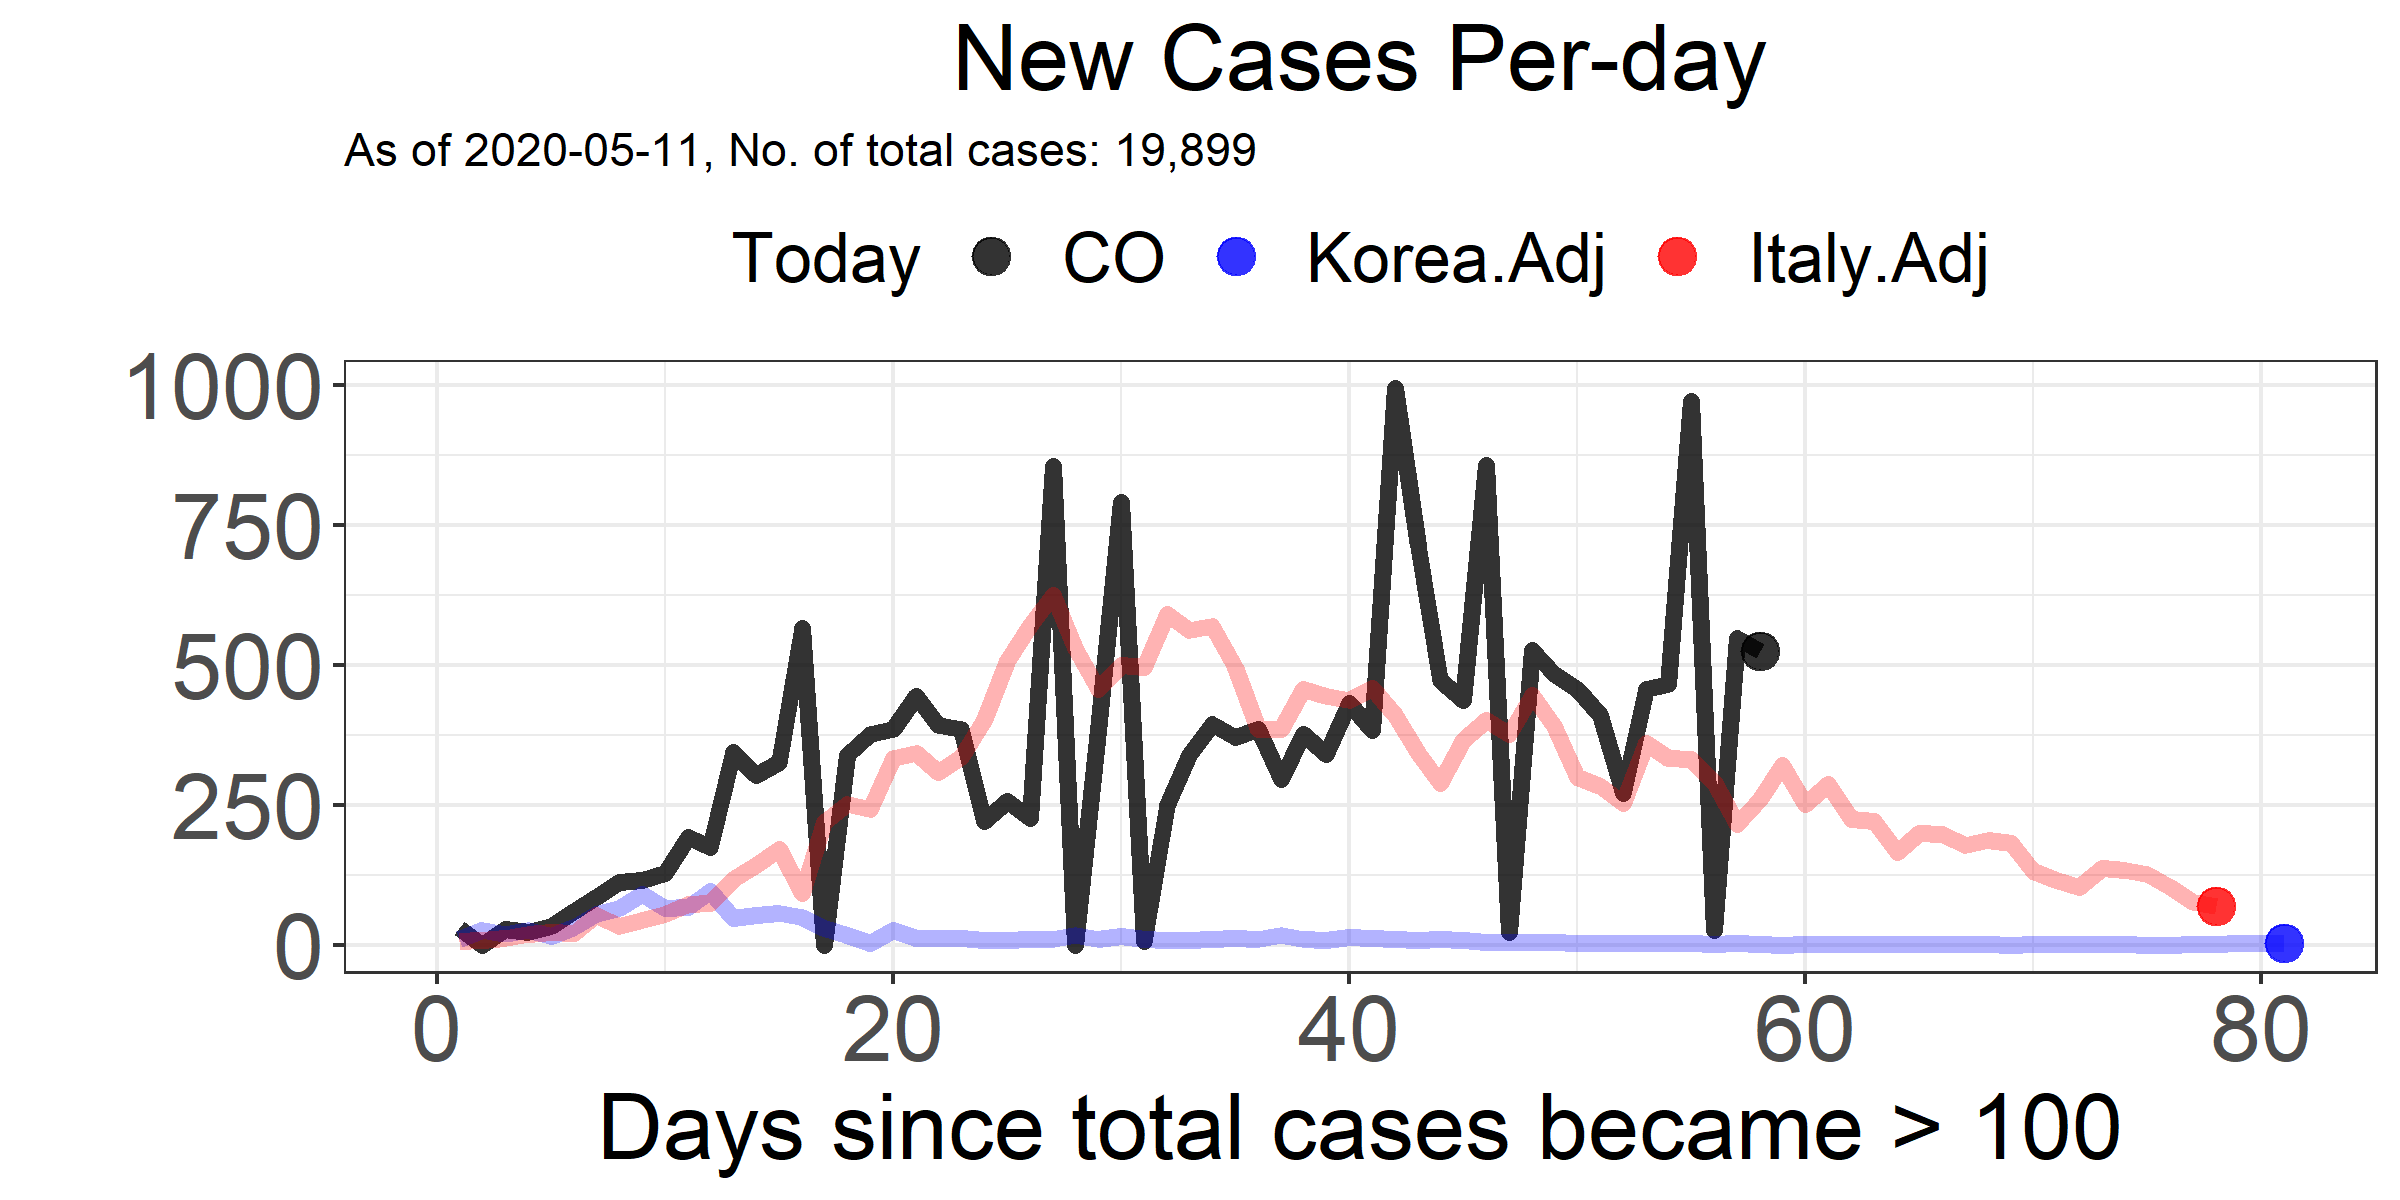 New Cases Per-day
As of 2020-05-11, No. of total cases: 19,899
Today CO Korea.Adj Italy.Adj
1000
750
500
250
0
0 20 40 60 80
Days since total cases became > 100